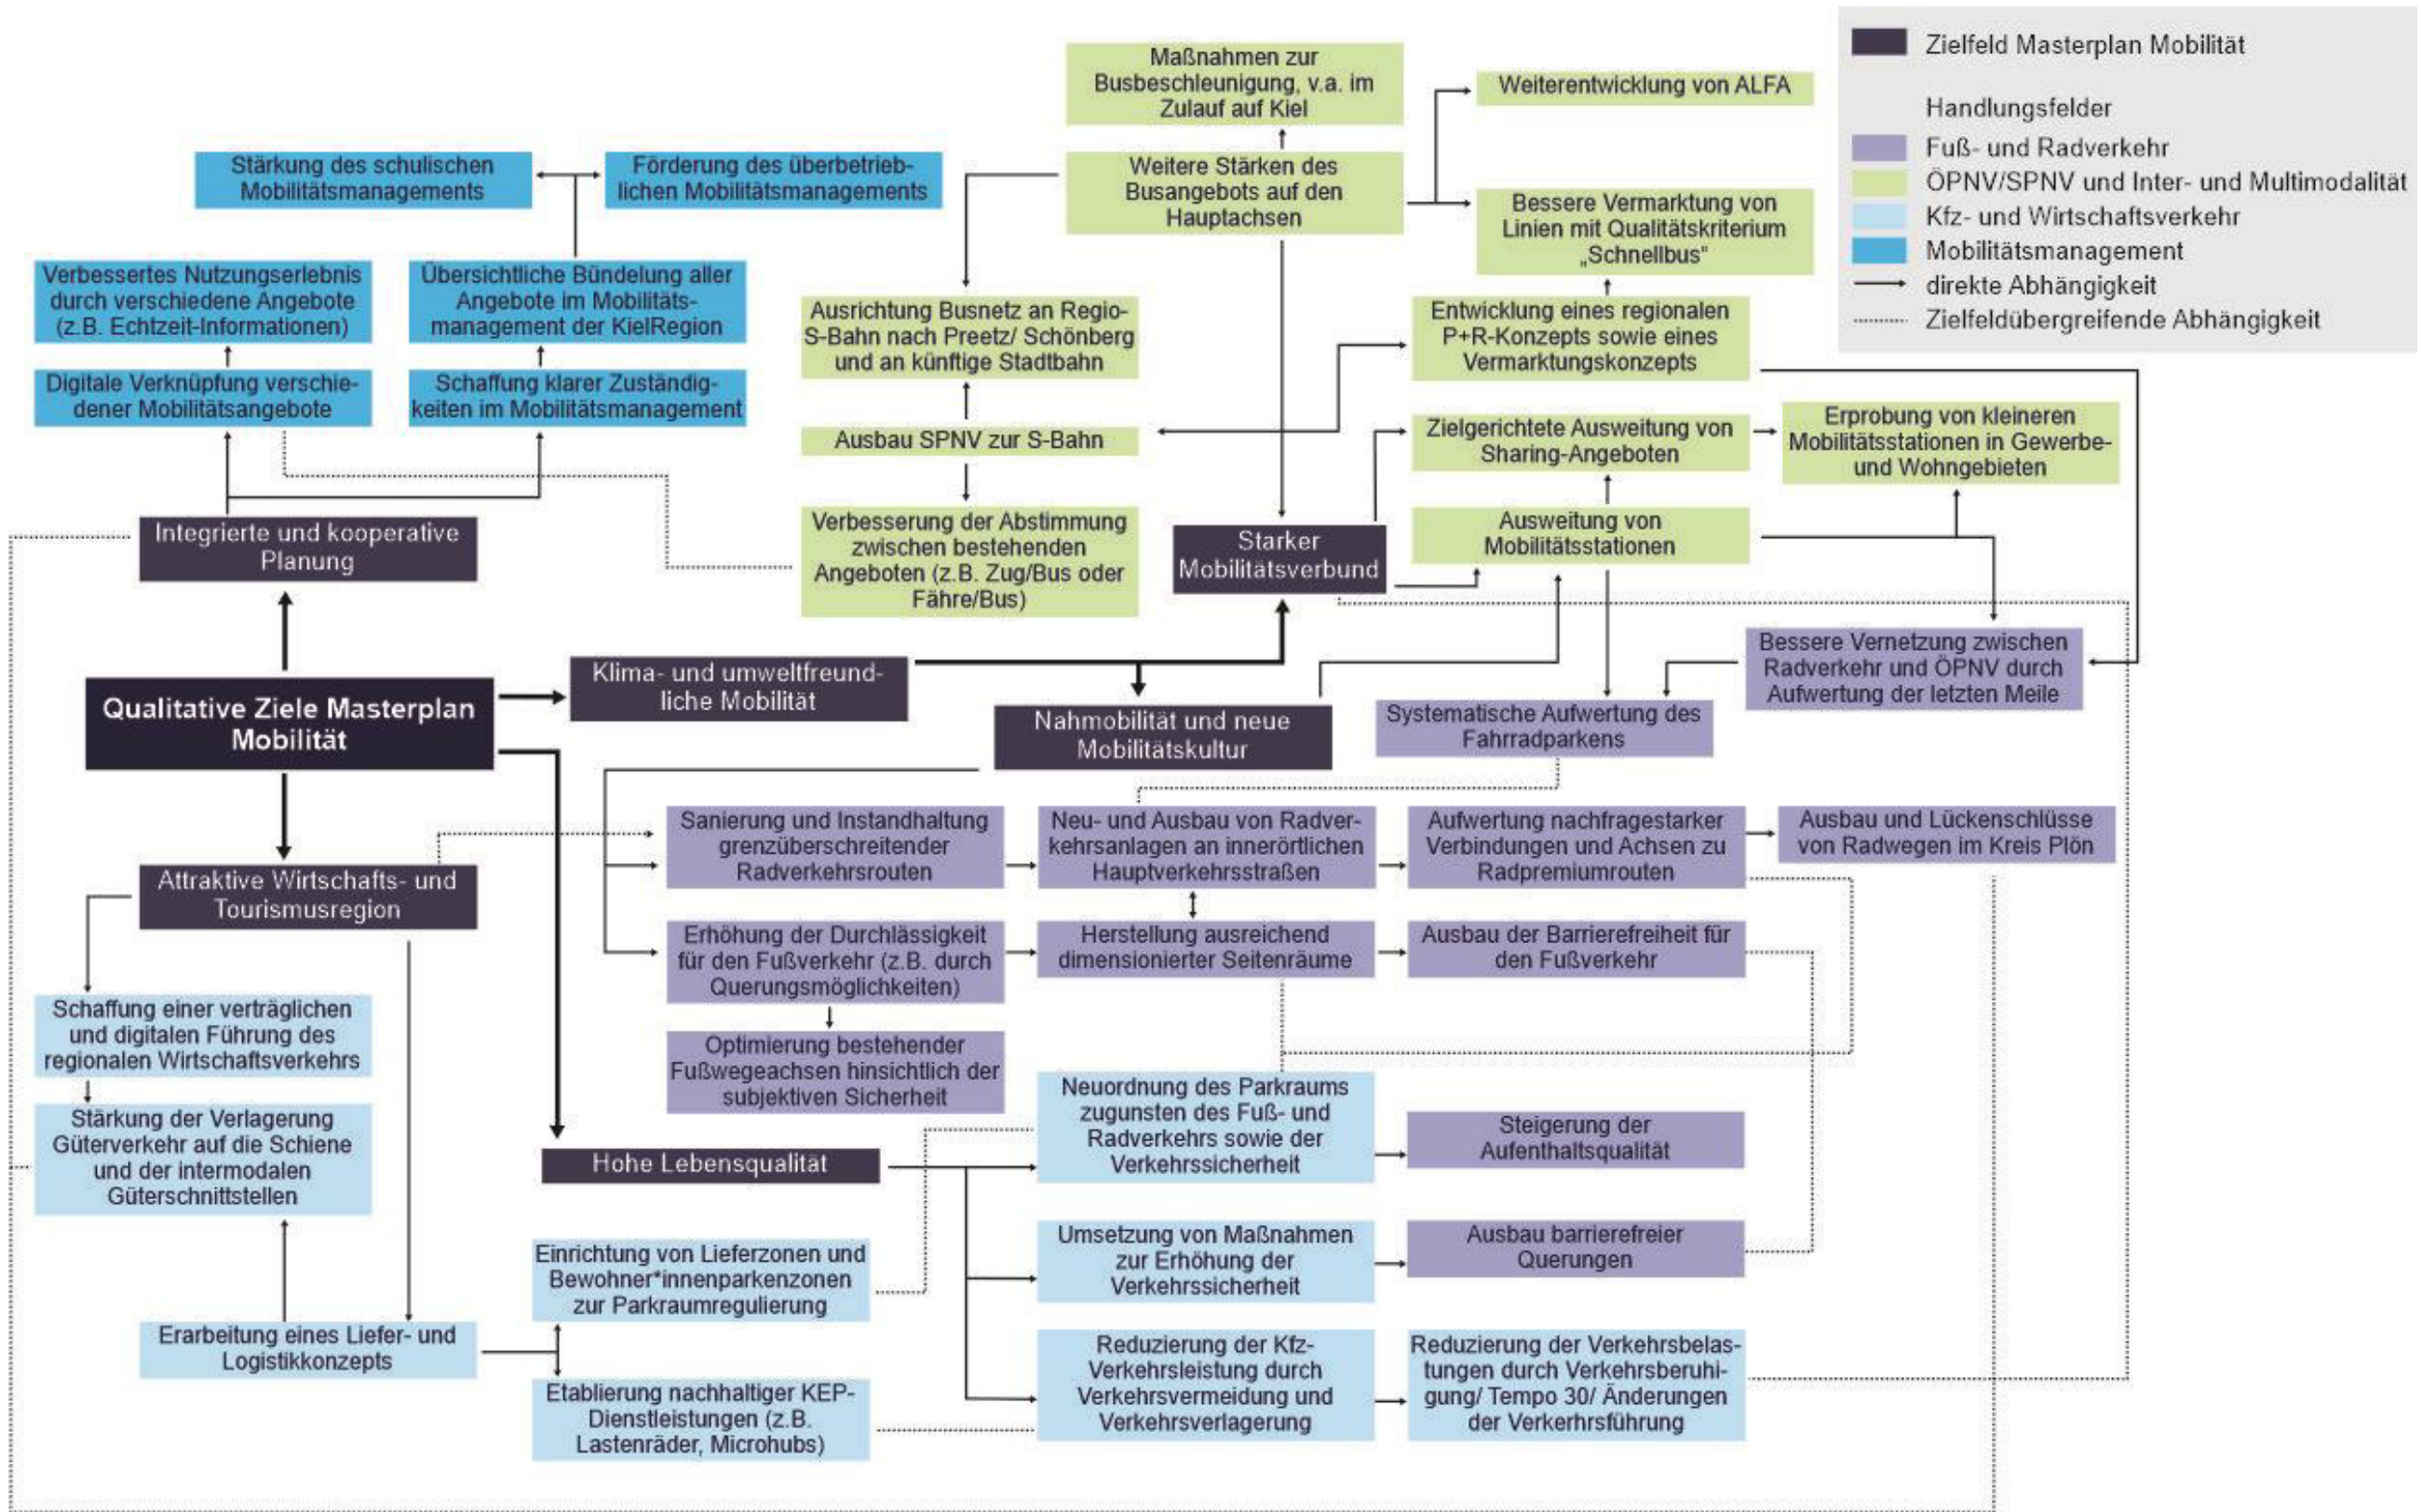 Zielfeld Masterplan Mobilität
Handlungsfelder
Fuß- und Radverkehr
ÖPNV/SPNV und Inter- und Multimodalität
Kfz- und Wirtschaftsverkehr
Mobilitätsmanagement
direkte Abhängigkeit
Zielfeldübergreifende Abhängigkeit
Maßnahmen zur
Busbeschleunigung, v.a. im
Zulauf auf Kiel
Weiterentwicklung von ALFA
Stärkung des schulischen
Mobilitätsmanagements
Förderung des überbetrieb-
lichen Mobilitätsmanagements
Weitere Stärken des
Busangebots auf den
Hauptachsen
Bessere Vermarktung von
Linien mit Qualitätskriterium
„Schnellbus“
Verbessertes Nutzungserlebnis
durch verschiedene Angebote
(z.B. Echtzeit-Informationen)
Übersichtliche Bündelung aller
Angebote im Mobilitäts-
management der KielRegion
Ausrichtung Busnetz an Regio-
S-Bahn nach Preetz/ Schönberg
und an künftige Stadtbahn
Entwicklung eines regionalen
P+R-Konzepts sowie eines
Vermarktungskonzepts
Digitale Verknüpfung verschie-
dener Mobilitätsangebote
Schaffung klarer Zuständig-
keiten im Mobilitätsmanagement
Ausbau SPNV zur S-Bahn
Zielgerichtete Ausweitung von
Sharing-Angeboten
Erprobung von kleineren
Mobilitätsstationen in Gewerbe-
und Wohngebieten
Integrierte und kooperative
Planung
Verbesserung der Abstimmung
zwischen bestehenden
Angeboten (z.B. Zug/Bus oder
Fähre/Bus)
Starker
Mobilitätsverbund
Ausweitung von
Mobilitätsstationen
Bessere Vernetzung zwischen
Radverkehr und ÖPNV durch
Aufwertung der letzten Meile
Klima- und umweltfreund-
liche Mobilität
Qualitative Ziele Masterplan
Mobilität
Nahmobilität und neue
Mobilitätskultur
Systematische Aufwertung des
Fahrradparkens
Sanierung und Instandhaltung
grenzüberschreitender
Radverkehrsrouten
Neu- und Ausbau von Radver-
kehrsanlagen an innerörtlichen
Hauptverkehrsstraßen
Aufwertung nachfragestarker
Verbindungen und Achsen zu
Radpremiumrouten
Ausbau und Lückenschlüsse
von Radwegen im Kreis Plön
Attraktive Wirtschafts- und
Tourismusregion
Erhöhung der Durchlässigkeit
für den Fußverkehr (z.B. durch
Querungsmöglichkeiten)
Herstellung ausreichend
dimensionierter Seitenräume
Ausbau der Barrierefreiheit für
den Fußverkehr
Schaffung einer verträglichen
und digitalen Führung des
regionalen Wirtschaftsverkehrs
Optimierung bestehender
Fußwegeachsen hinsichtlich der
subjektiven Sicherheit
Stärkung der Verlagerung
Güterverkehr auf die Schiene
und der intermodalen
Güterschnittstellen
Hohe Lebensqualität
Neuordnung des Parkraums
zugunsten des Fuß- und
Radverkehrs sowie der
Verkehrssicherheit
Steigerung der
Aufenthaltsqualität
Einrichtung von Lieferzonen und
Bewohner*innenparkenzonen
zur Parkraumregulierung
Umsetzung von Maßnahmen
zur Erhöhung der
Verkehrssicherheit
Ausbau barrierefreier
Querungen
Erarbeitung eines Liefer- und
Logistikkonzepts
Etablierung nachhaltiger KEP-
Dienstleistungen (z.B.
Lastenräder, Microhubs)
Reduzierung der Kfz-
Verkehrsleistung durch
Verkehrsvermeidung und
Verkehrsverlagerung
Reduzierung der Verkehrsbelas-
tungen durch Verkehrsberuhi-
gung/ Tempo 30/ Änderungen
der Verkerhrsführung